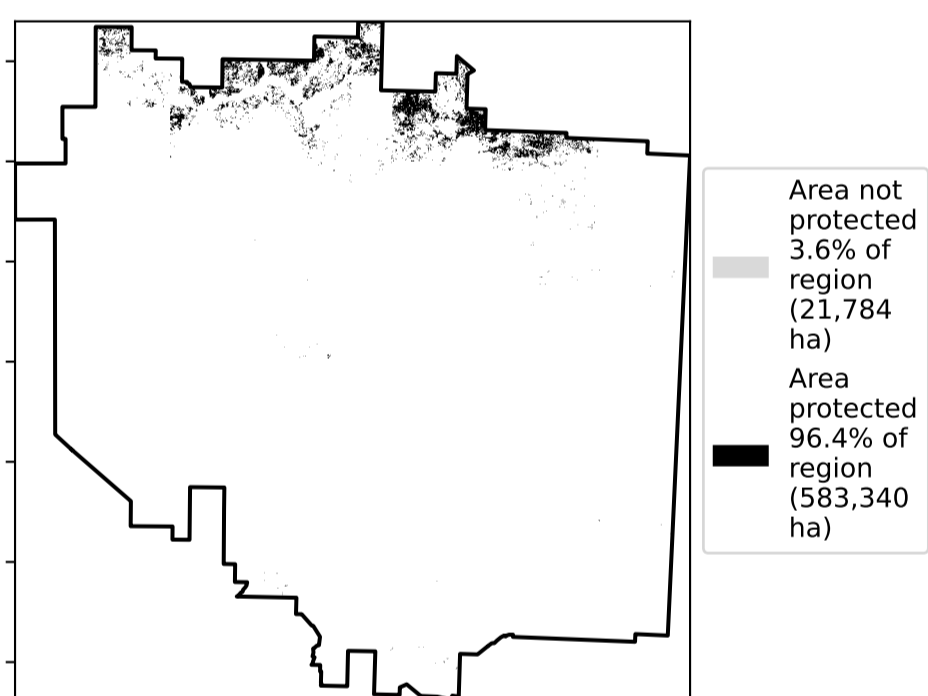 Area not
protected
3.6% of
region
(21,784
ha)
Area
protected
96.4% of
region
(583,340
ha)